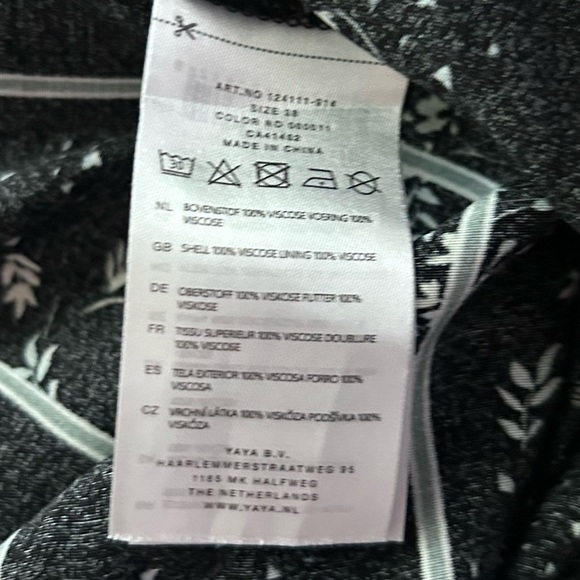 ART.NO 124111-914
SIZE 38
COLOR NO
CA41462
MADE IN CHINA
30
NL BOVENSTOF 100% VISCOSE VOERING 100%
VISCOSE
GB SHELL 100% VISCOSE LINING 100% VISCOSE
DE OBERSTOFF 100% VISKOSE FUTTER 100%
VISKOSE
FR TISSU SUPERIEUR 100% VISCOSE DOUBLURE
100% VISCOSE
ES TELA EXTERIOR 100% VISCOSA FORRO 100%
VISCOSA
CZ VRCHNÍ LÁTKA 100% VISKÓZA PODŠÍVKA 100%
VISKÓZA
YAYA B.V.
HAARLEMMERSTRAATWEG 95
1165 MK HALFWEG
THE NETHERLANDS
WWW.YAYA.NL